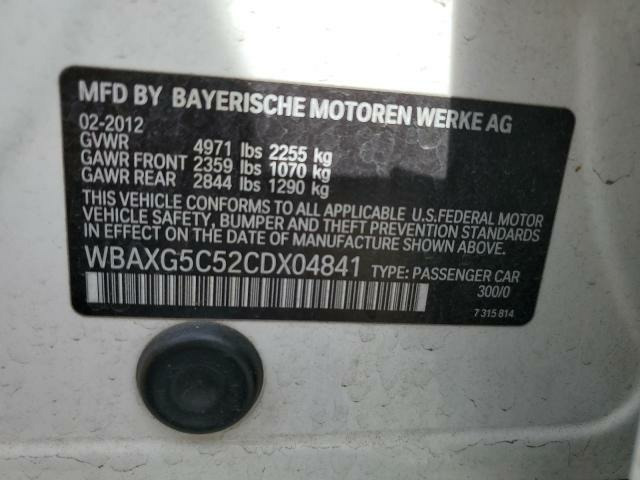 MFD BY BAYERISCHE MOTOREN WERKE AG
02-2012
GVWR 4971 lbs 2255 kg
GAWR FRONT 2359 lbs 1070 kg
GAWR REAR 2844 lbs 1290 kg
THIS VEHICLE CONFORMS TO ALL APPLICABLE U.S.FEDERAL MOTOR
VEHICLE SAFETY, BUMPER AND THEFT PREVENTION STANDARDS
IN EFFECT ON THE DATE OF MANUFACTURE SHOWN ABOVE.
WBAXG5C52CDX04841 TYPE: PASSENGER CAR
300/0
7 315 814